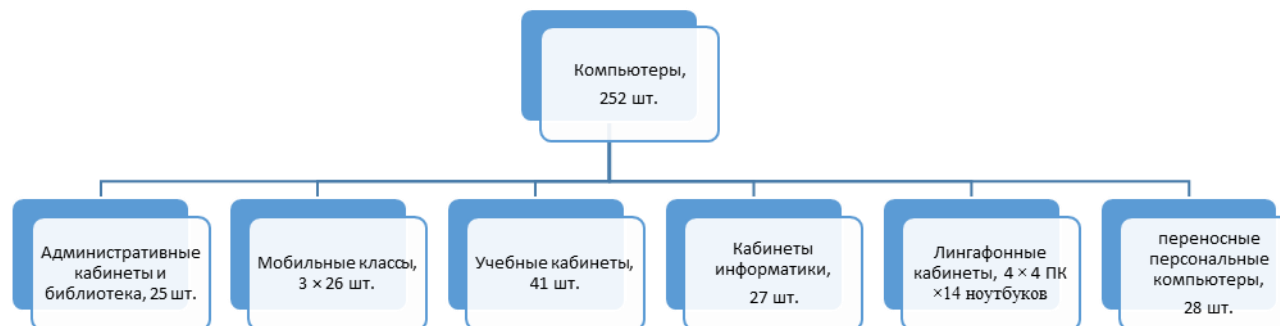 Компьютеры,
252 шт.
Административные
кабинеты и
библиотека, 25 шт.
Мобильные классы,
3 × 26 шт.
Учебные кабинеты,
41 шт.
Кабинеты
информатики,
27 шт.
Лингафонные
кабинеты, 4 × 4 ПК
×14 ноутбуков
переносные
персональные
компьютеры,
28 шт.